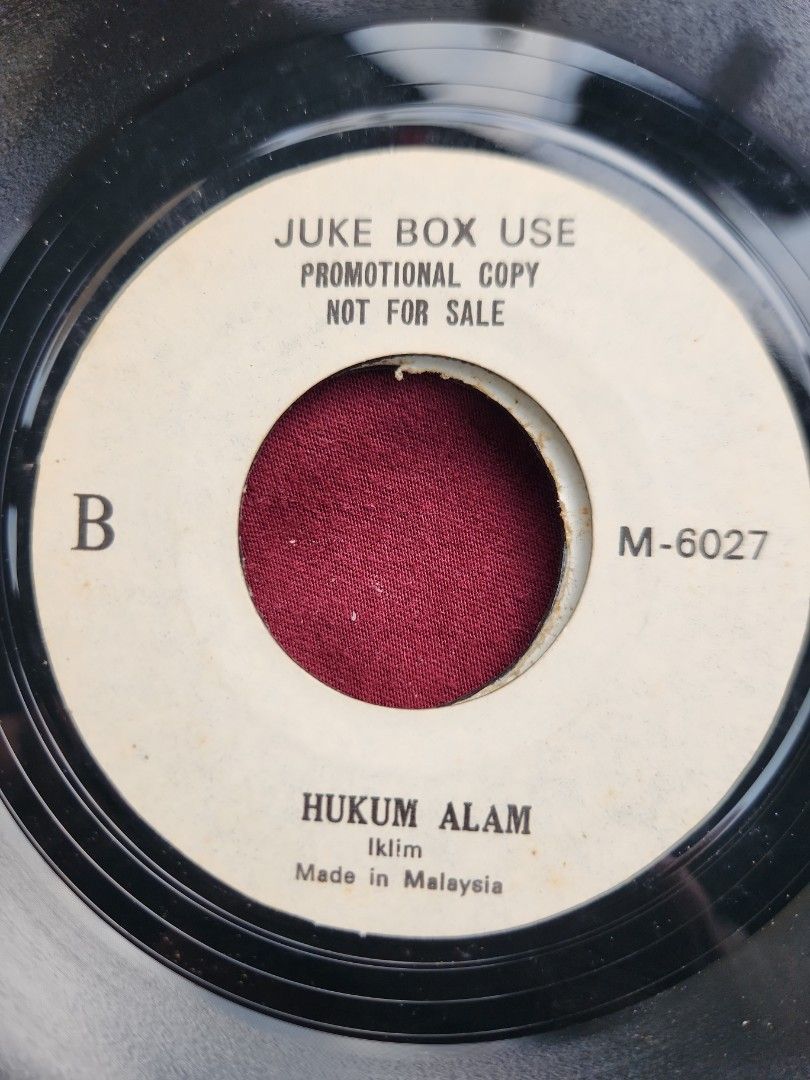 JUKE BOX USE
PROMOTIONAL COPY
NOT FOR SALE
B
M-6027
HUKUM ALAM
Iklim
Made in Malaysia